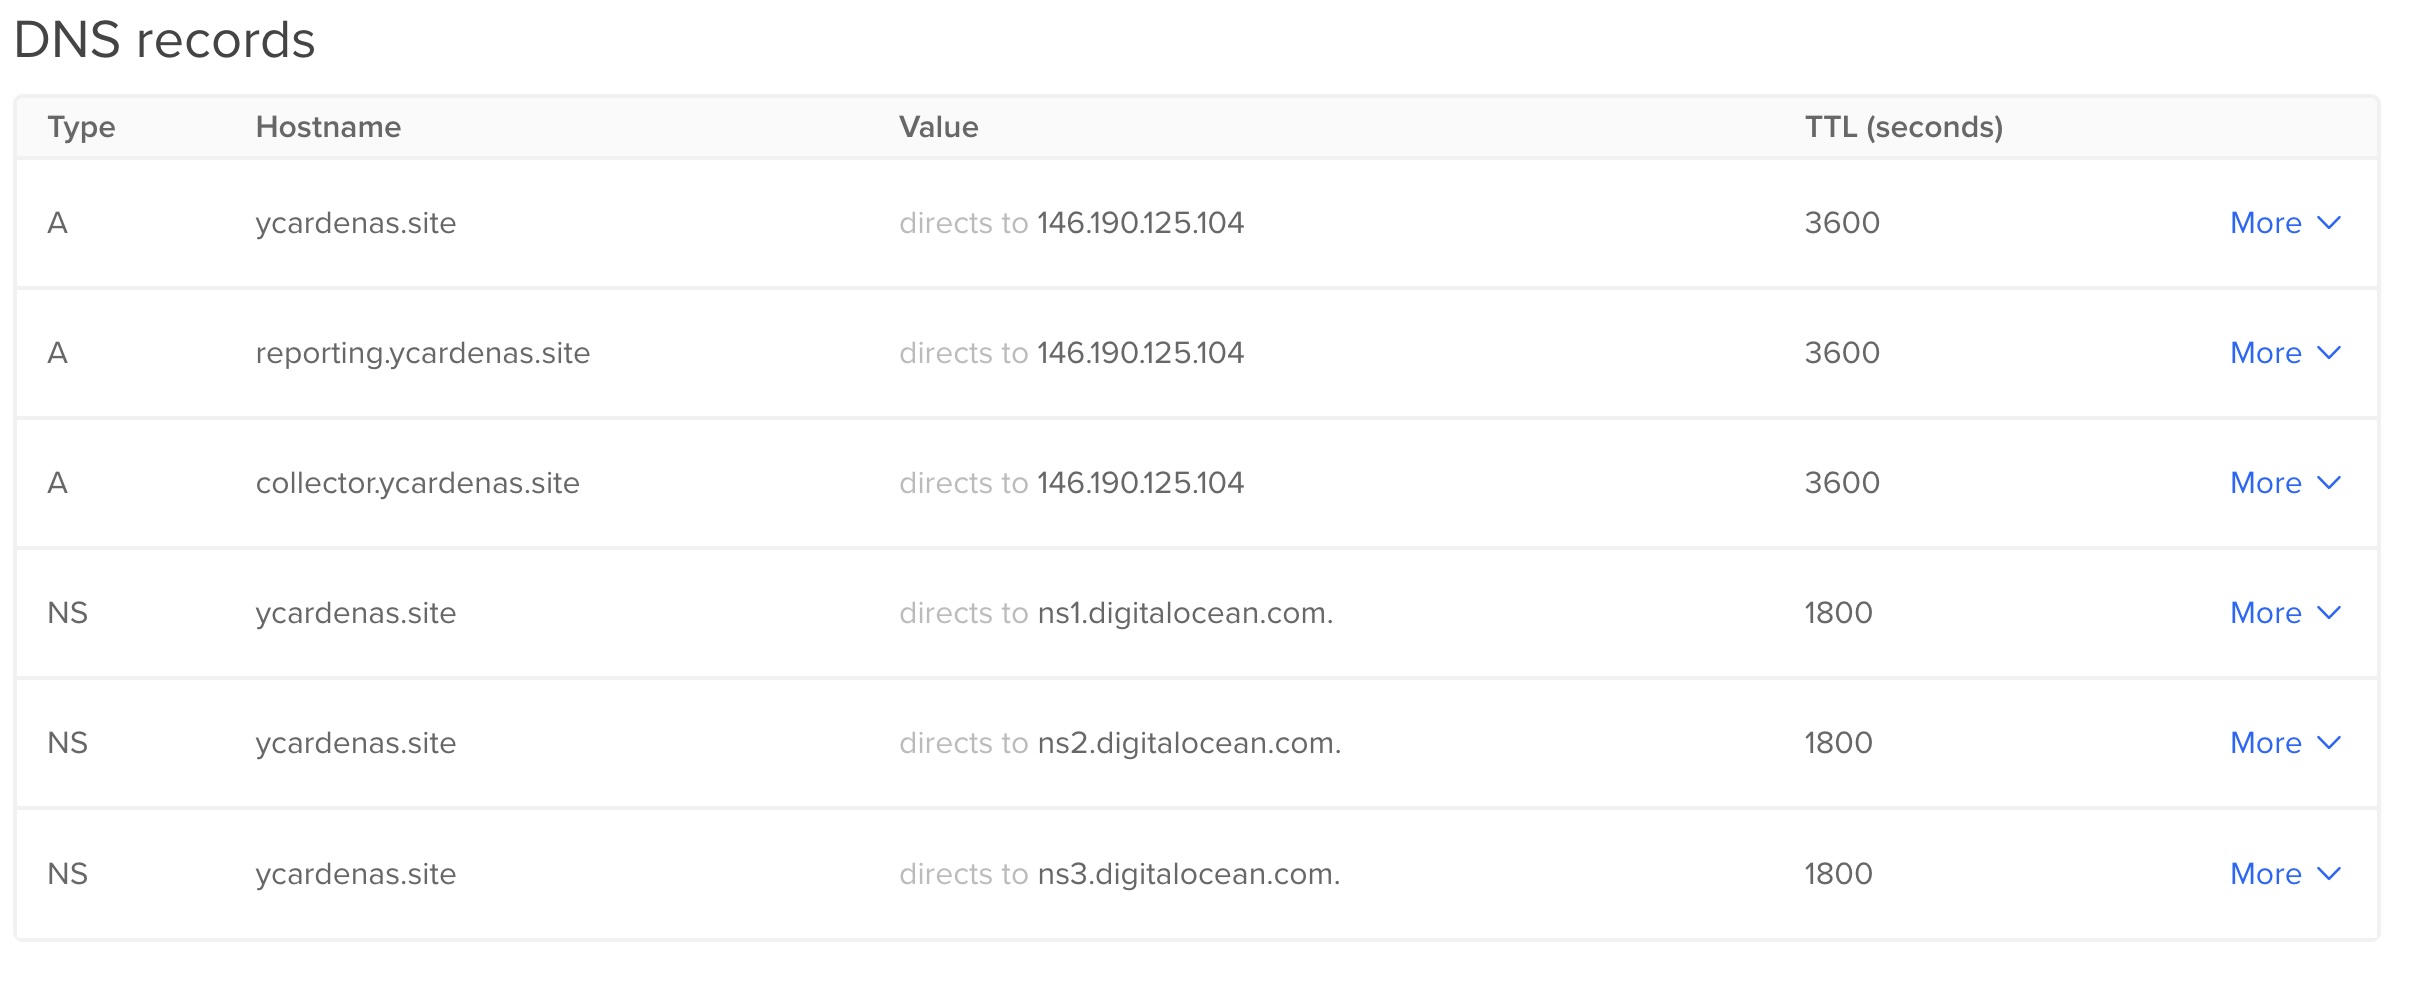 DNS records
Type Hostname Value TTL (seconds)
A ycardenas.site directs to 146.190.125.104 3600 More
A reporting.ycardenas.site directs to 146.190.125.104 3600 More
A collector.ycardenas.site directs to 146.190.125.104 3600 More
NS ycardenas.site directs to ns1.digitalocean.com. 1800 More
NS ycardenas.site directs to ns2.digitalocean.com. 1800 More
NS ycardenas.site directs to ns3.digitalocean.com. 1800 More